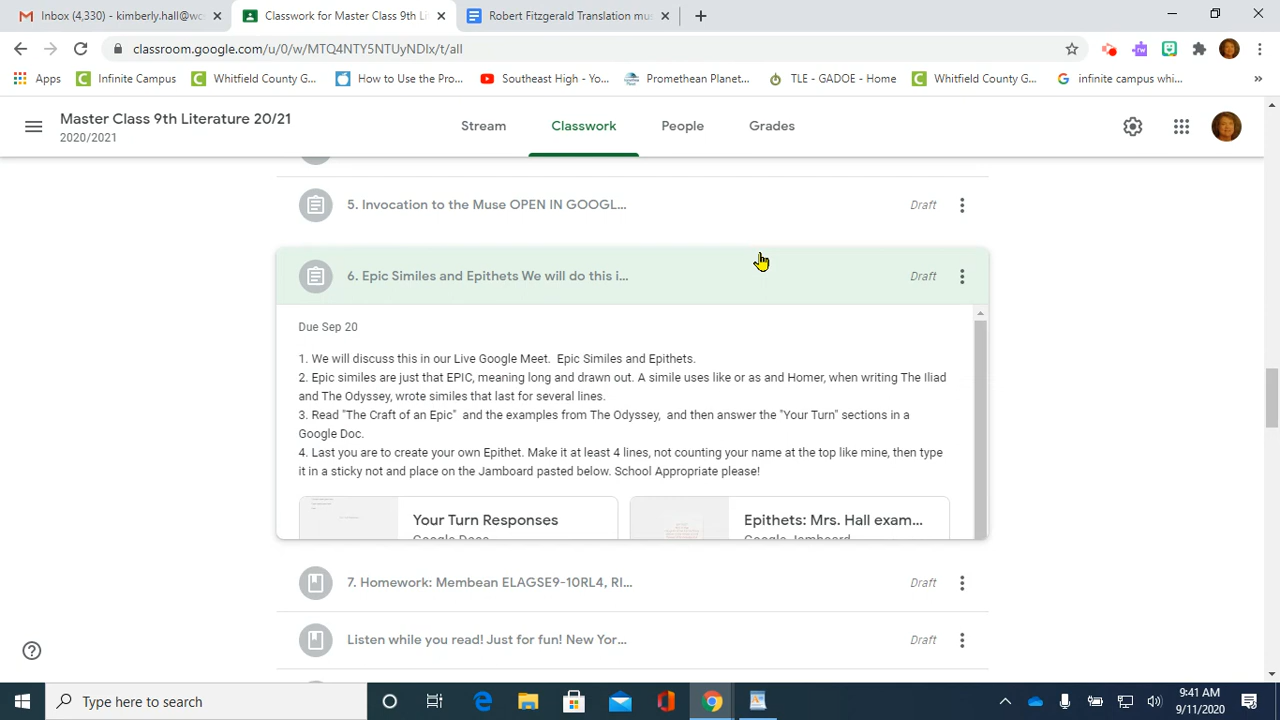 Inbox (4,330) - kimberly.hall@wc
Classwork for Master Class 9th Li
Robert Fitzgerald Translation mus
classroom.google.com/u/0/w/MTQ4NTY5NTUyNDIx/t/all
Apps
Infinite Campus
Whitfield County G...
How to Use the Pro...
Southeast High - Yo...
Promethean Planet...
TLE - GADOE - Home
Whitfield County G...
infinite campus whi...
»
Master Class 9th Literature 20/21
2020/2021
Stream
Classwork
People
Grades
5. Invocation to the Muse OPEN IN GOOGL...
Draft
6. Epic Similes and Epithets We will do this i...
Draft
Due Sep 20
1. We will discuss this in our Live Google Meet. Epic Similes and Epithets.
2. Epic similes are just that EPIC, meaning long and drawn out. A simile uses like or as and Homer, when writing The Iliad
and The Odyssey, wrote similes that last for several lines.
3. Read "The Craft of an Epic" and the examples from The Odyssey, and then answer the "Your Turn" sections in a
Google Doc.
4. Last you are to create your own Epithet. Make it at least 4 lines, not counting your name at the top like mine, then type
it in a sticky not and place on the Jamboard pasted below. School Appropriate please!
Your Turn Responses
Google Docs
Epithets: Mrs. Hall exam...
Google Jamboard
7. Homework: Membean ELAGSE9-10RL4, RI...
Draft
Listen while you read! Just for fun! New Yor...
Draft
Type here to search
9:41 AM
9/11/2020